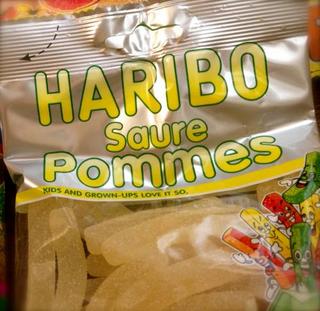 HARIBO
Saure
Pommes
KIDS AND GROWN-UPS LOVE IT SO.